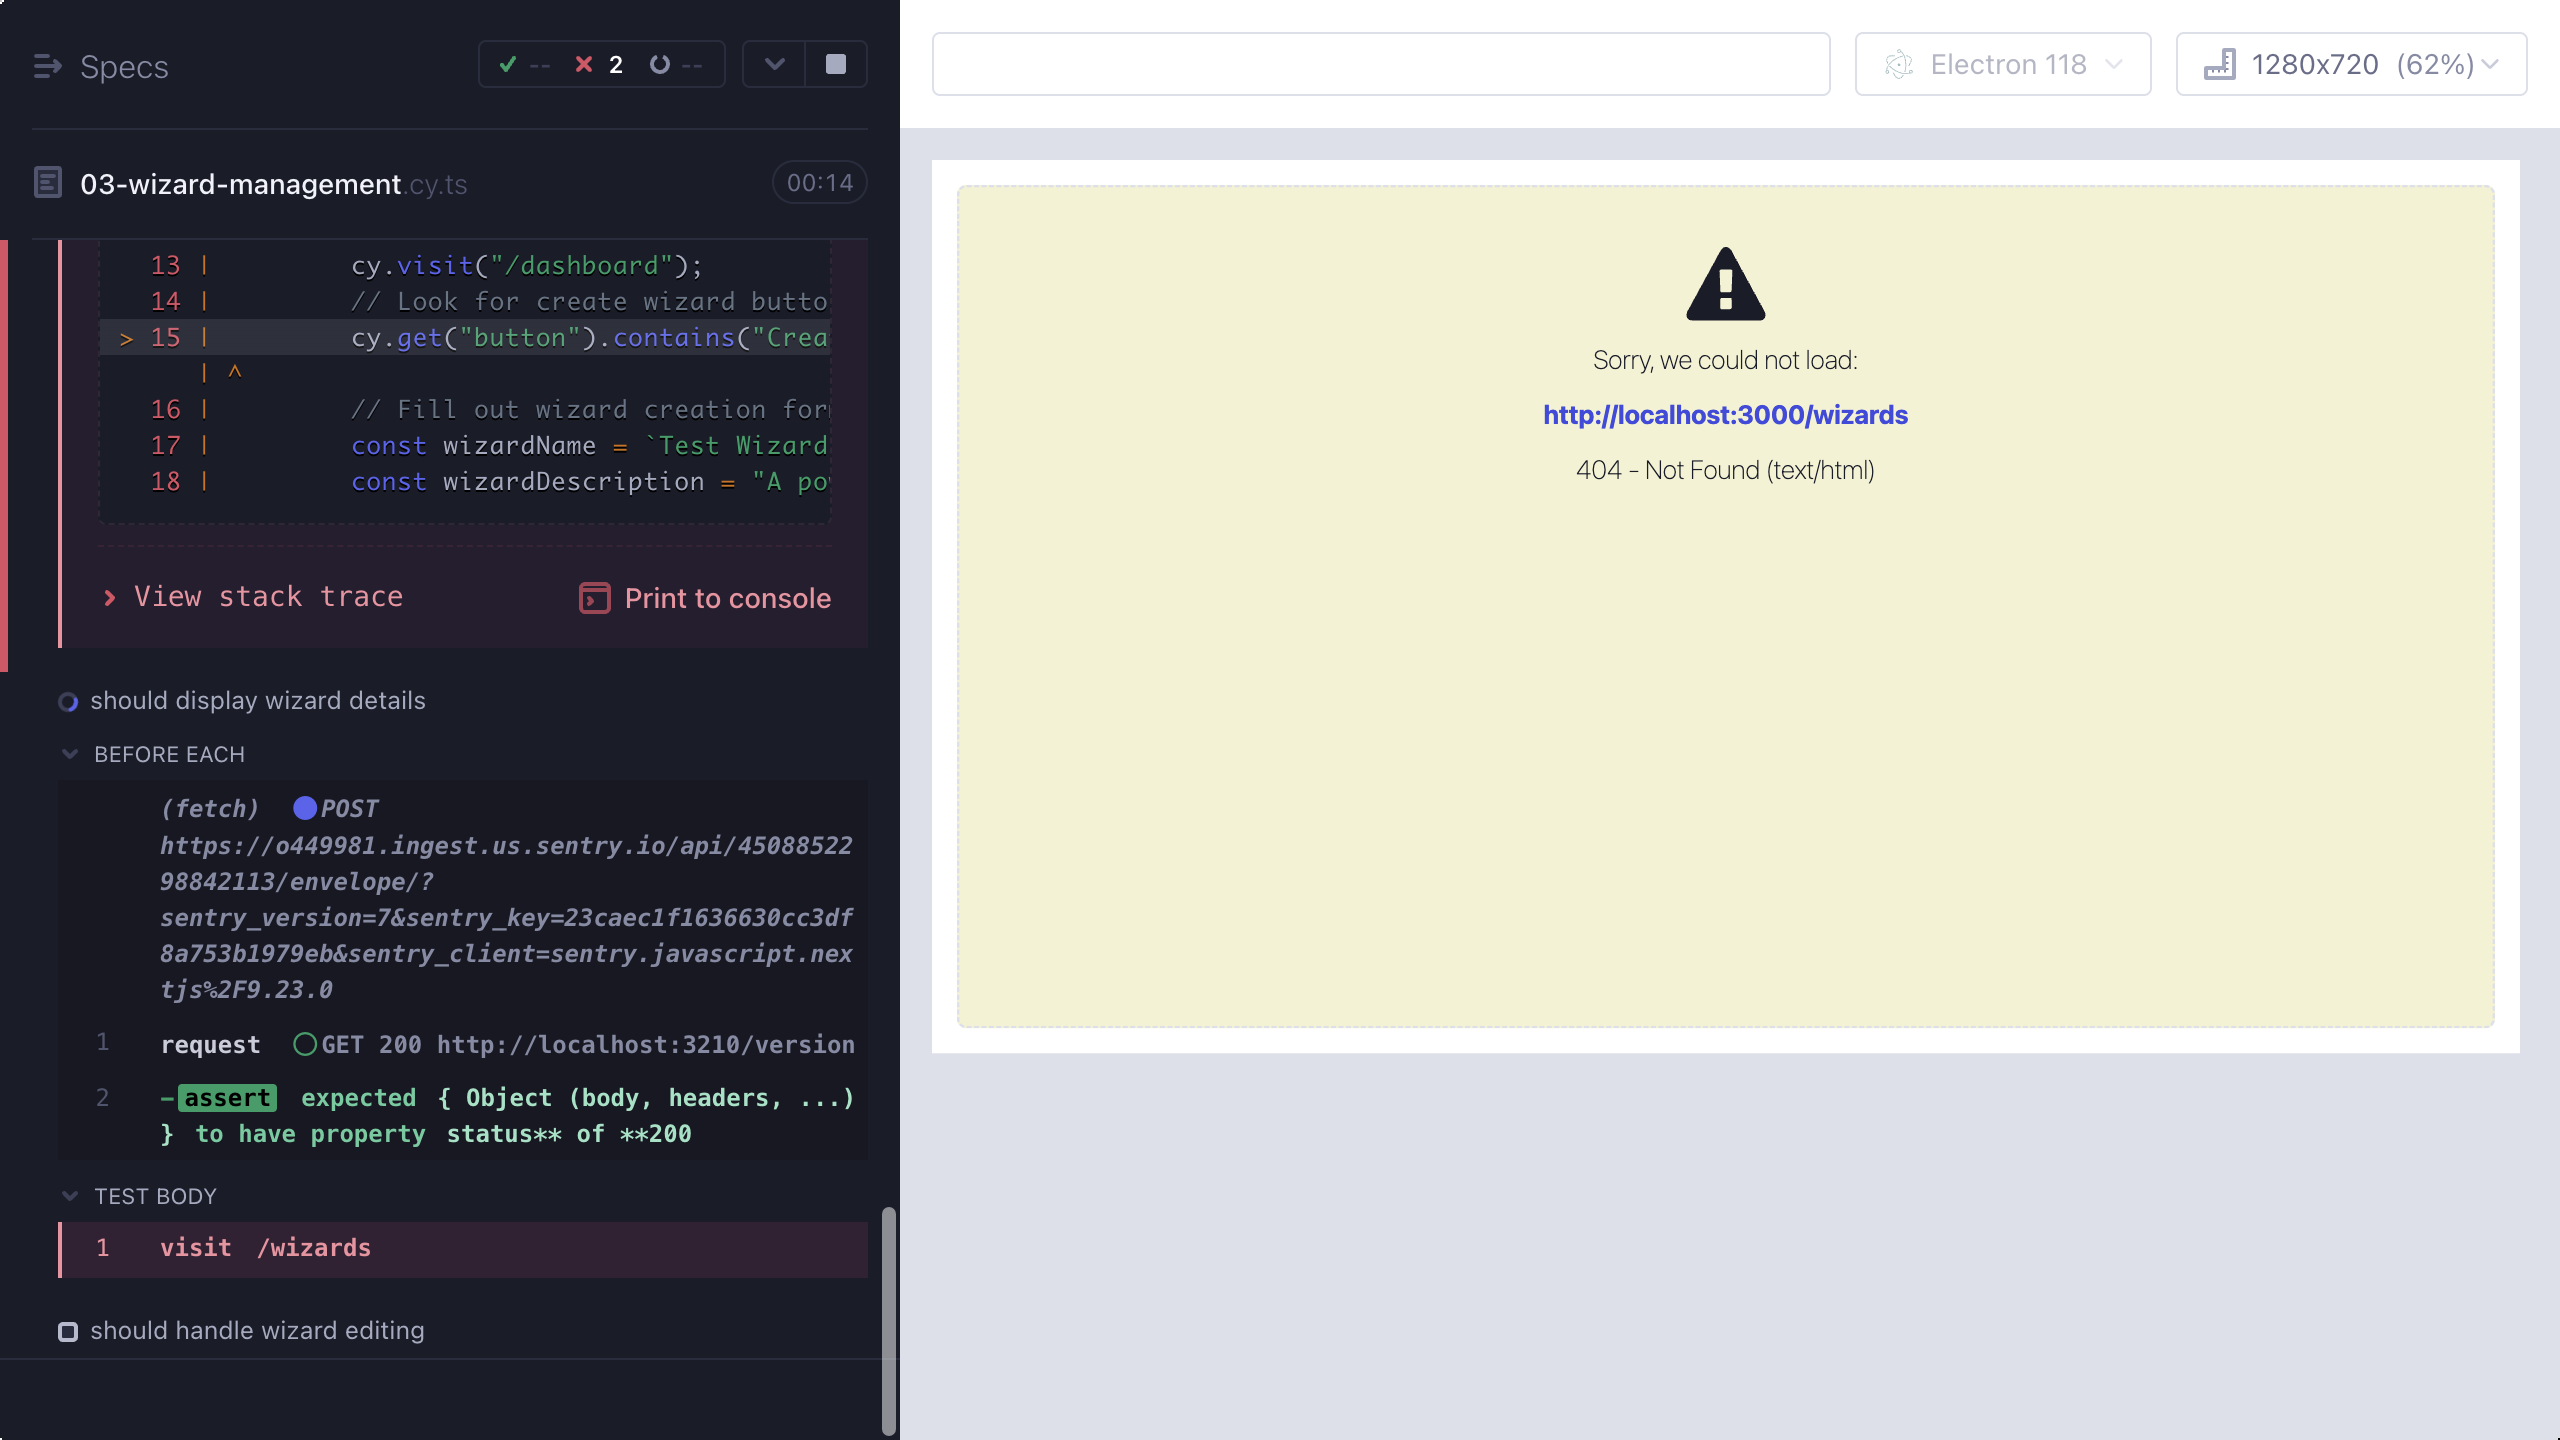 Specs
-- 2 --
03-wizard-management.cy.ts
00:14
13 | cy.visit("/dashboard");
14 | // Look for create wizard butto
> 15 | cy.get("button").contains("Crea
| ^
16 | // Fill out wizard creation for
17 | const wizardName = `Test Wizard
18 | const wizardDescription = "A po
View stack trace
Print to console
should display wizard details
BEFORE EACH
(fetch) POST
https://o449981.ingest.us.sentry.io/api/45088522
98842113/envelope/?
sentry_version=7&sentry_key=23caec1f1636630cc3df
8a753b1979eb&sentry_client=sentry.javascript.nex
tjs%2F9.23.0
1 request GET 200 http://localhost:3210/version
2 -assert expected { Object (body, headers, ...)
} to have property status** of **200
TEST BODY
1 visit /wizards
should handle wizard editing
Electron 118
1280x720 (62%)
Sorry, we could not load:
http://localhost:3000/wizards
404 - Not Found (text/html)